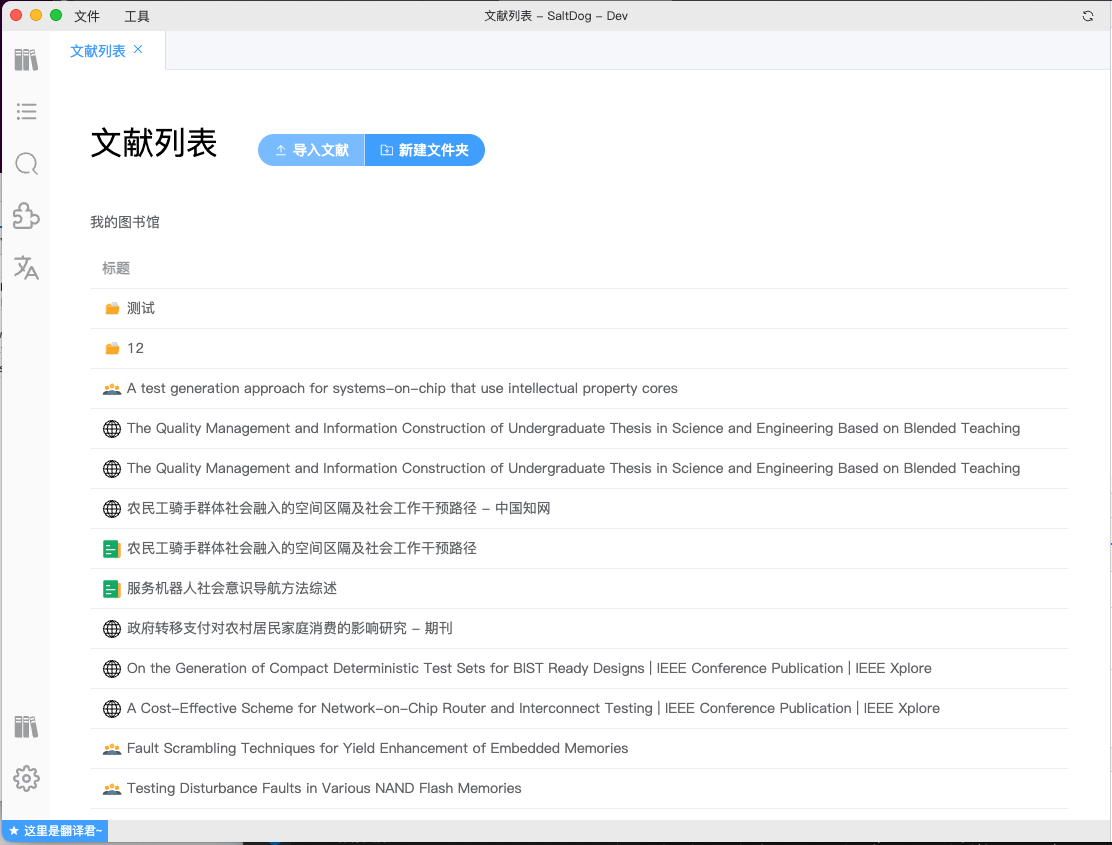 文件 工具 文献列表 – SaltDog – Dev
文献列表
文献列表
导入文献 新建文件夹
我的图书馆
标题
测试
12
A test generation approach for systems-on-chip that use intellectual property cores
The Quality Management and Information Construction of Undergraduate Thesis in Science and Engineering Based on Blended Teaching
The Quality Management and Information Construction of Undergraduate Thesis in Science and Engineering Based on Blended Teaching
农民工骑手群体社会融入的空间区隔及社会工作干预路径 – 中国知网
农民工骑手群体社会融入的空间区隔及社会工作干预路径
服务机器人社会意识导航方法综述
政府转移支付对农村居民家庭消费的影响研究 – 期刊
On the Generation of Compact Deterministic Test Sets for BIST Ready Designs | IEEE Conference Publication | IEEE Xplore
A Cost-Effective Scheme for Network-on-Chip Router and Interconnect Testing | IEEE Conference Publication | IEEE Xplore
Fault Scrambling Techniques for Yield Enhancement of Embedded Memories
Testing Disturbance Faults in Various NAND Flash Memories
这里是翻译君~